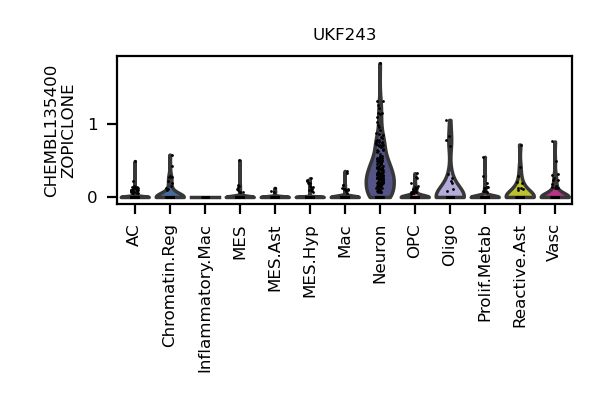 UKF243
CHEMBL135400
ZOPICLONE
1
0
AC
Chromatin.Reg
Inflammatory.Mac
MES
MES.Ast
MES.Hyp
Mac
Neuron
OPC
Oligo
Prolif.Metab
Reactive.Ast
Vasc